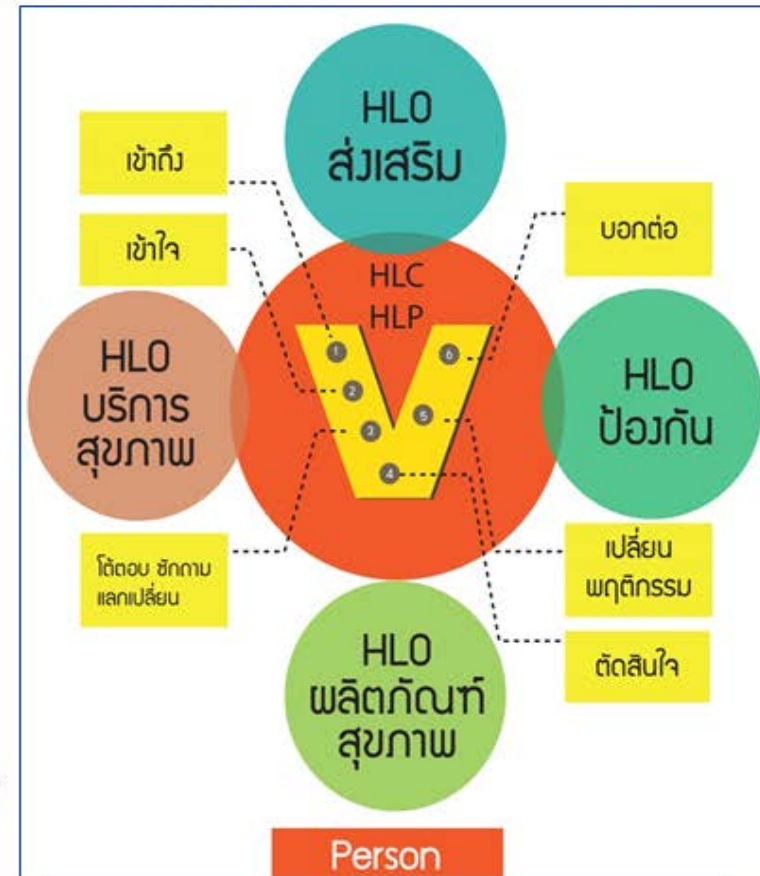 HLO
ส่งเสริม
เข้าถึง
เข้าใจ
บอกต่อ
HLC
HLP
HLO
บริการ
สุขภาพ
1
2
3
4
5
6
HLO
ป้องกัน
โต้ตอบ ซักถาม
แลกเปลี่ยน
เปลี่ยน
พฤติกรรม
ตัดสินใจ
HLO
ผลิตภัณฑ์
สุขภาพ
Person